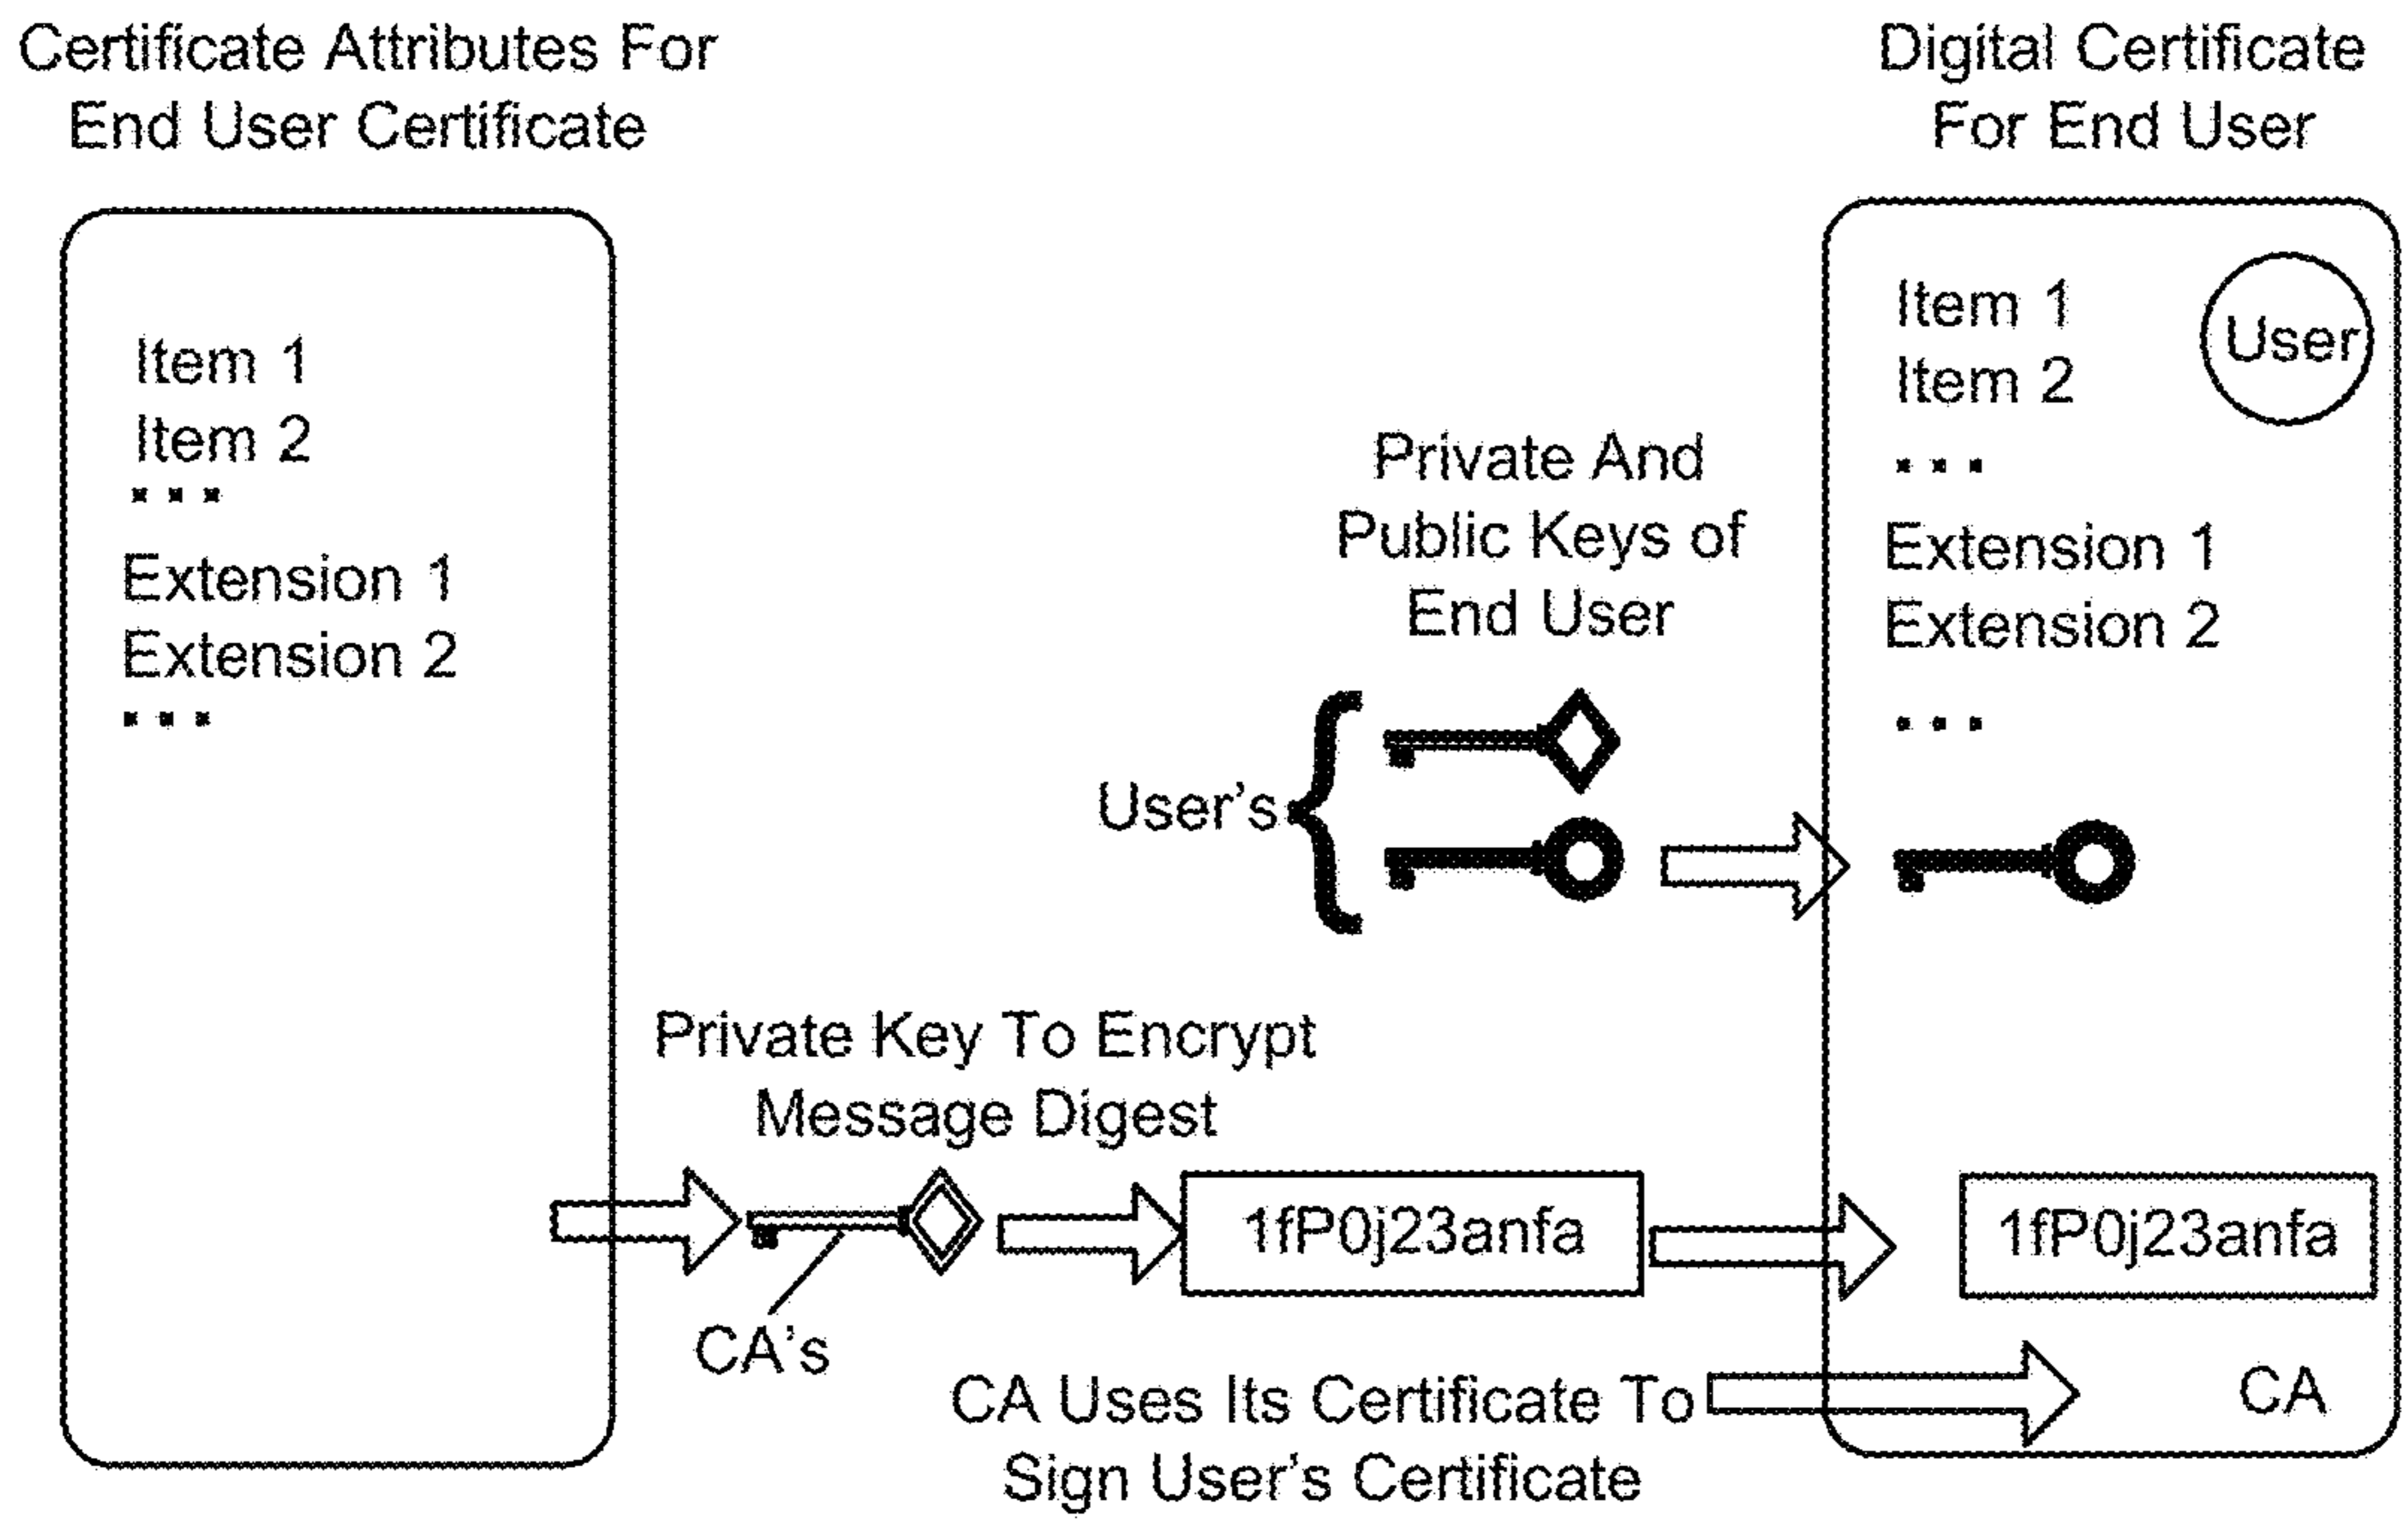 Certificate Attributes For
End User Certificate
Item 1
Item 2
...
Extension 1
Extension 2
...
Private And
Public Keys of
End User
User's
Private Key To Encrypt
Message Digest
CA's
1fP0j23anfa
CA Uses Its Certificate To
Sign User's Certificate
Digital Certificate
For End User
Item 1
User
Item 2
...
Extension 1
Extension 2
...
1fP0j23anfa
CA